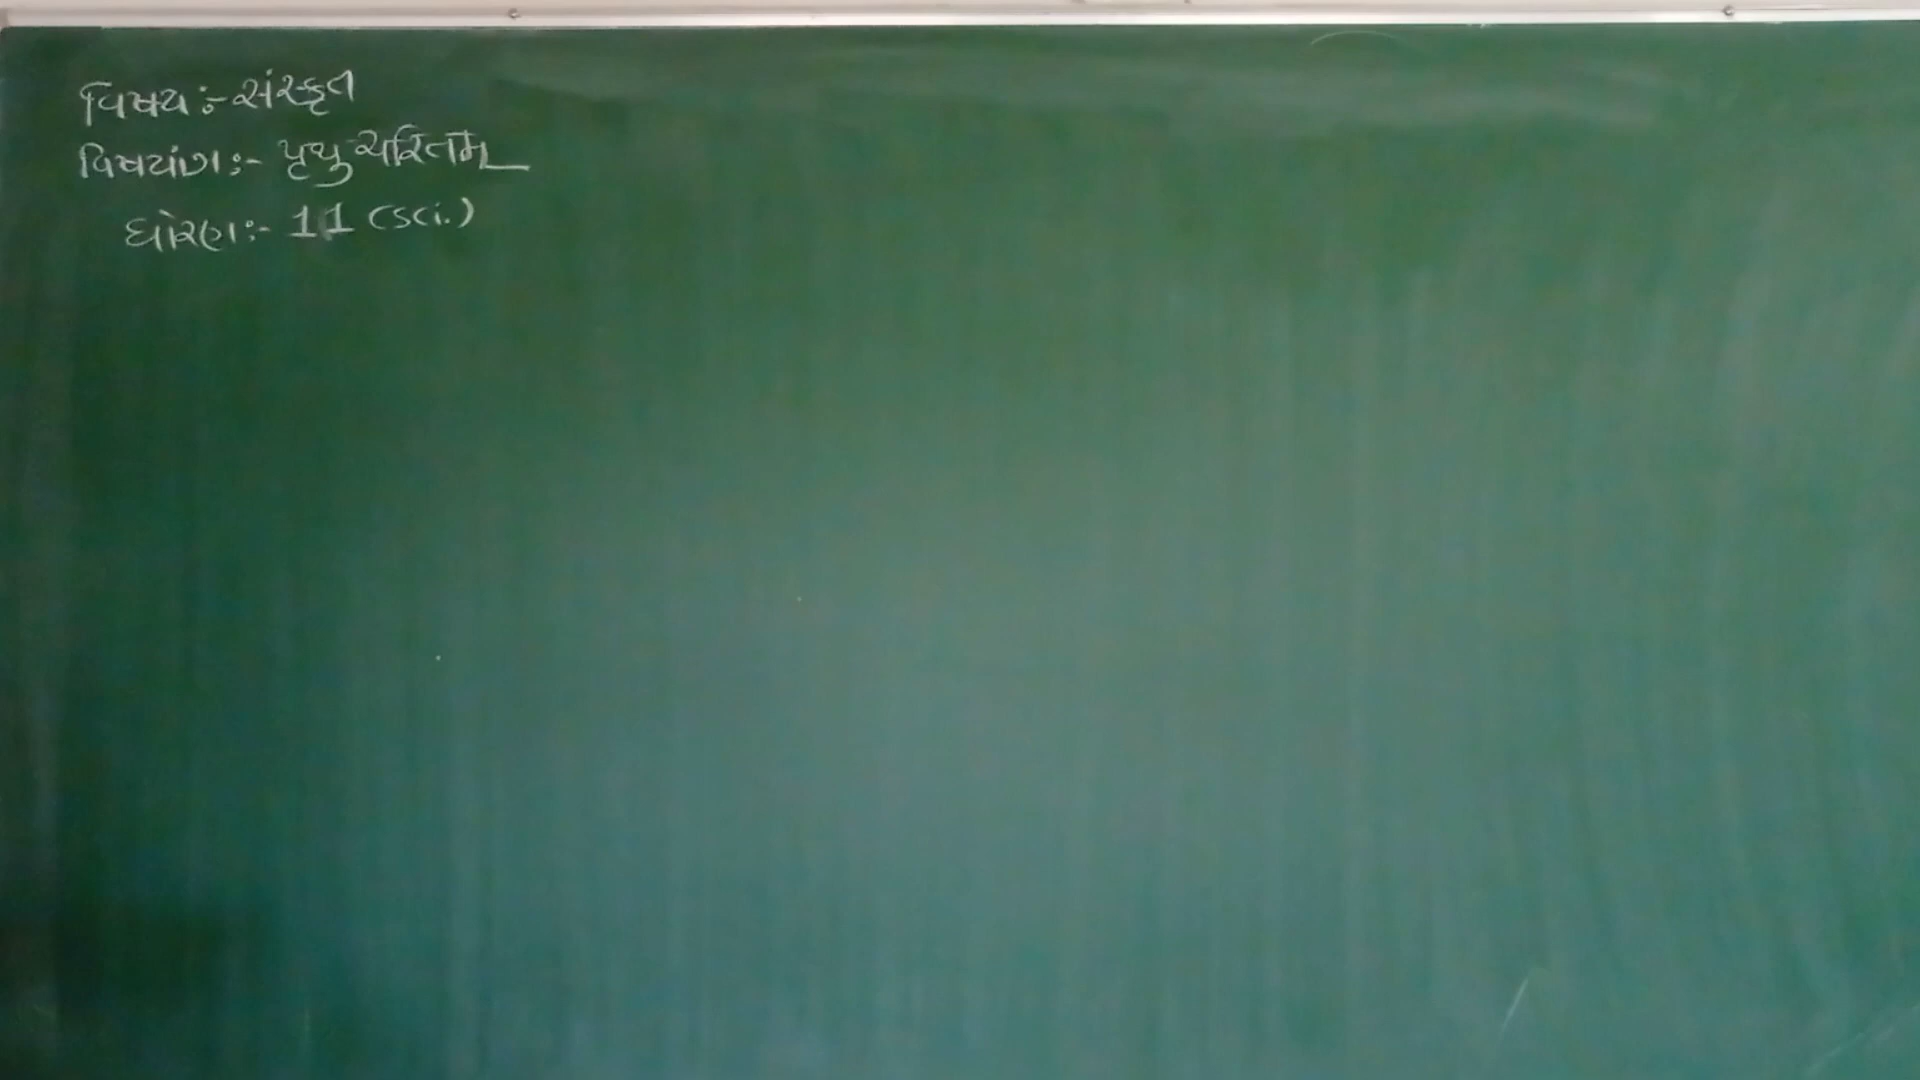 વિષય :- સંસ્કૃત
વિષયાંશ :- પૃથુચરિતમ્
ધોરણ :- 11 (sci.)